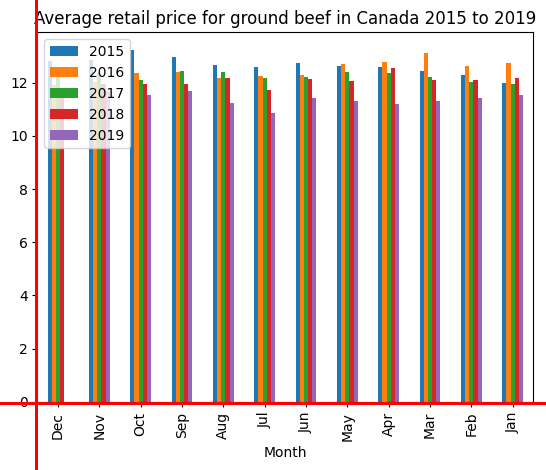 Average retail price for ground beef in Canada 2015 to 2019
2015
2016
2017
2018
2019
12
10
8
6
4
2
0
Dec
Nov
Oct
Sep
Aug
Jul
Jun
May
Apr
Mar
Feb
Jan
Month